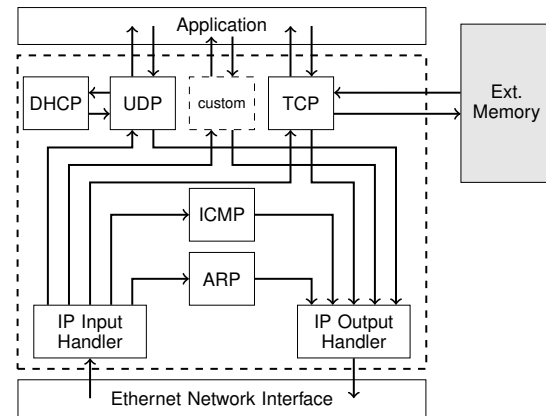 Application
DHCP
UDP
custom
TCP
Ext.
Memory
ICMP
ARP
IP Input
Handler
IP Output
Handler
Ethernet Network Interface